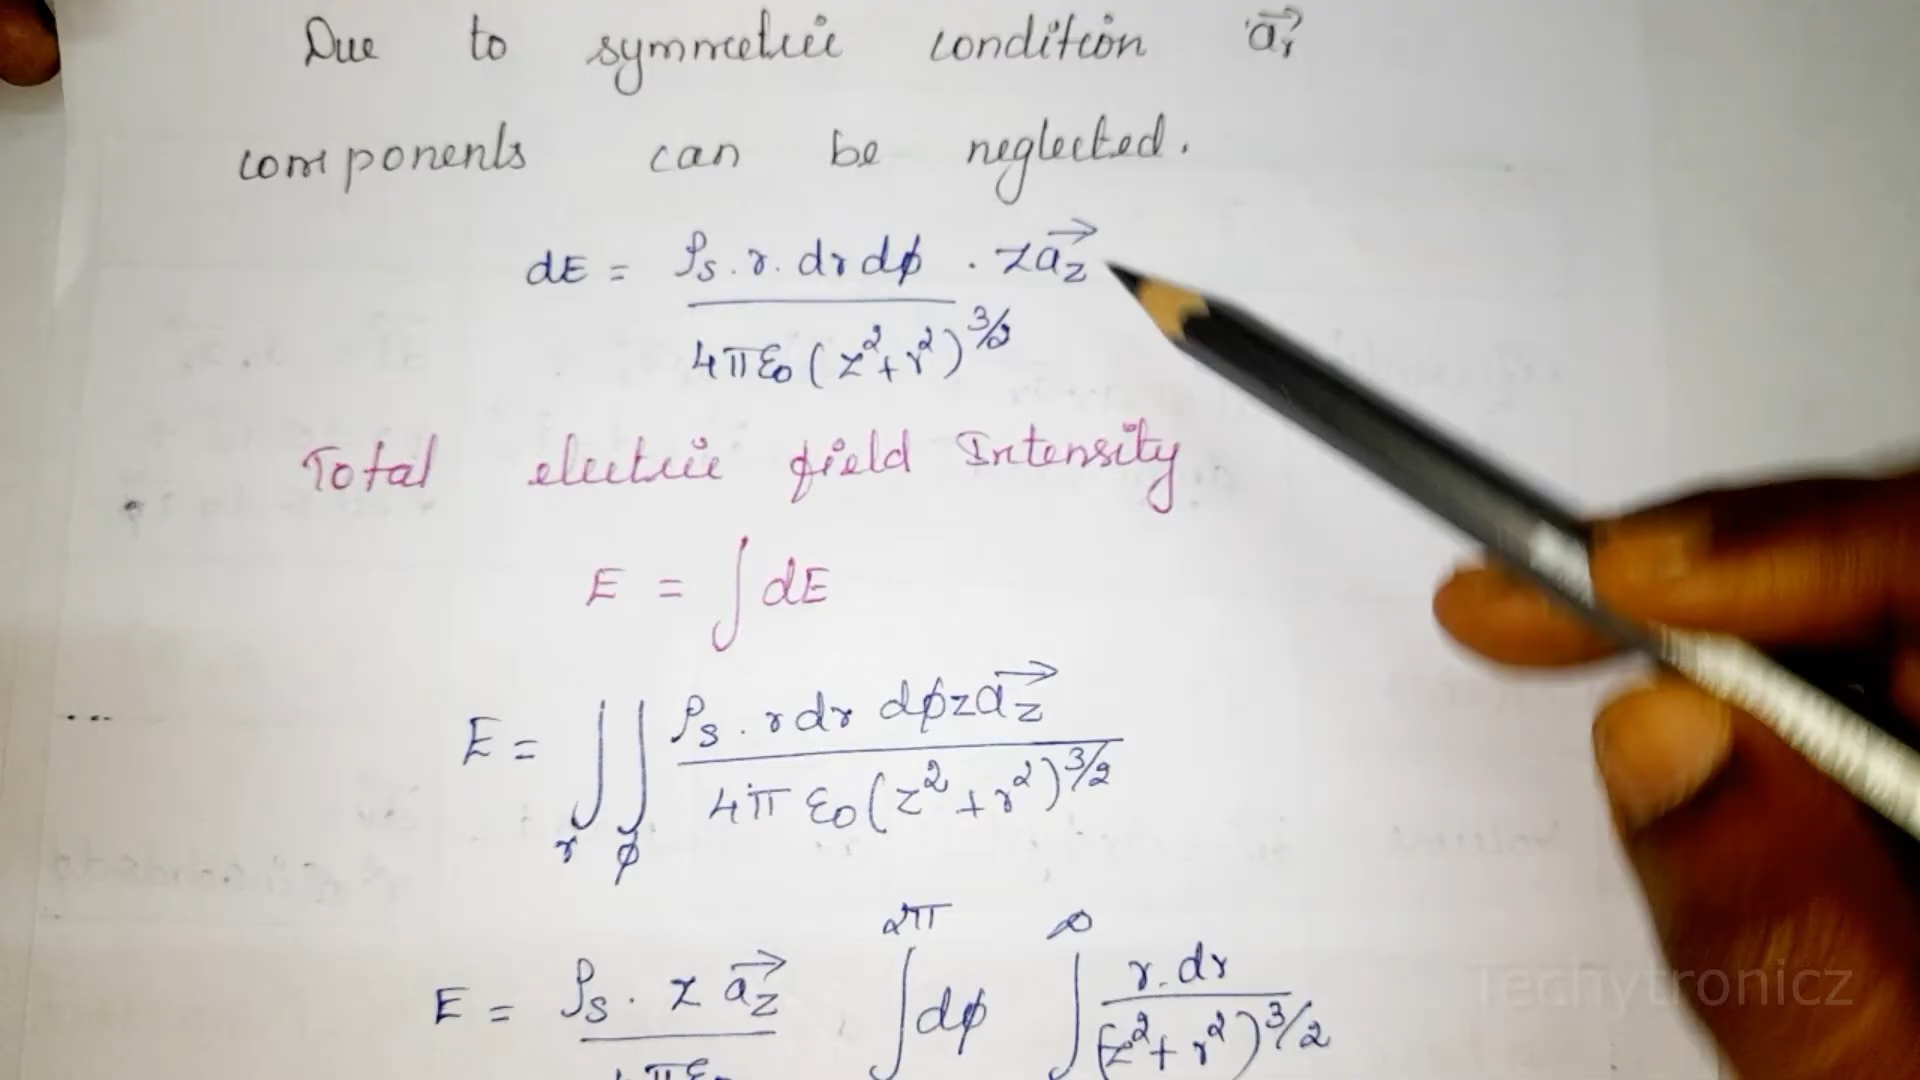 Due to symmetric condition a⃗r
components can be neglected.
dE = ρs . r . dr dϕ . z a⃗z
4πε0 (z² + r²)^3/2
Total electric field Intensity
E = ∫ dE
E = ∫r ∫ϕ ρs . r dr dϕ z a⃗z
4π ε0 (z² + r²)^3/2
2π ∞
E = ρs . z a⃗z ∫ dϕ ∫ r . dr
(z² + r²)^3/2
Techytronicz